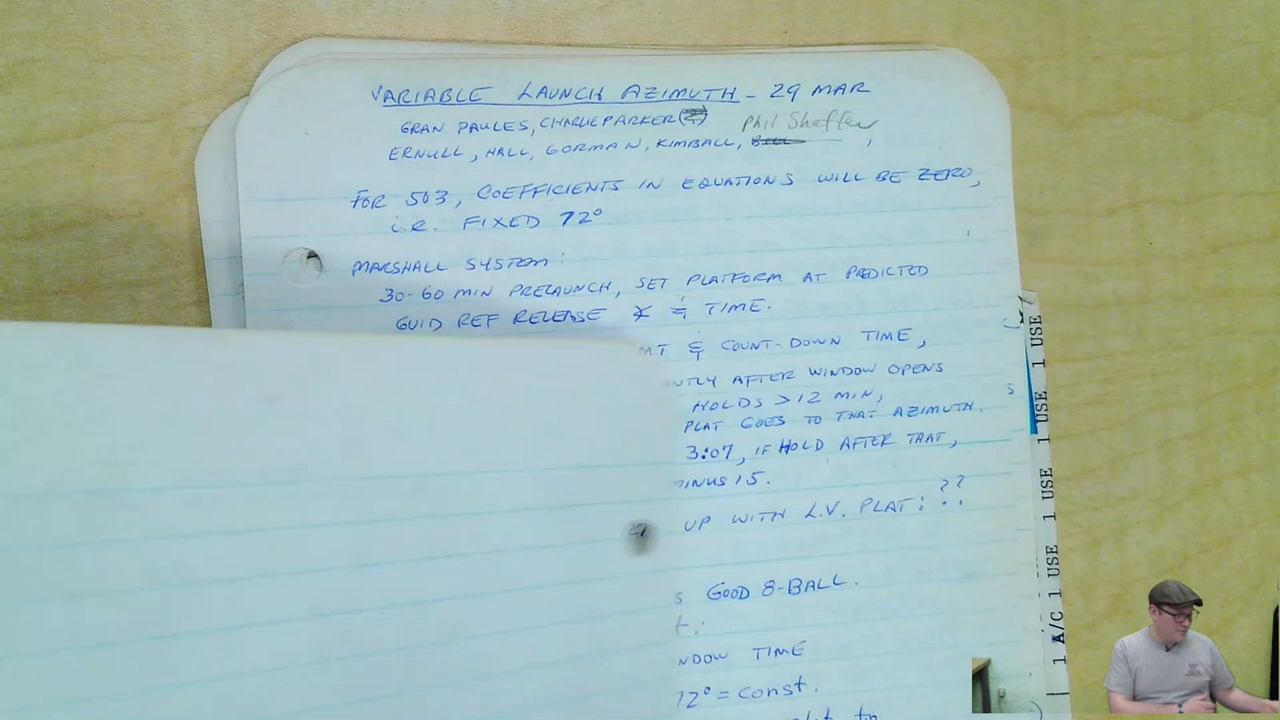 VARIABLE LAUNCH AZIMUTH - 29 MAR
GRAN PAULES, CHARLIE PARKER (?) Phil Shaffer
ERNULL, HALL, GORMAN, KIMBALL, ,
FOR 503, COEFFICIENTS IN EQUATIONS WILL BE ZERO,
i.e. FIXED 72°
MARSHALL SYSTEM:
30-60 MIN PRELAUNCH, SET PLATFORM AT PREDICTED
GUID REF RELEASE & TIME.
MT & COUNT-DOWN TIME,
NTLY AFTER WINDOW OPENS
HOLDS > 12 MIN,
PLAT GOES TO THAT AZIMUTH.
3:07, IF HOLD AFTER THAT,
INUS 15.
UP WITH L.V. PLAT: ??
S GOOD 8-BALL.
t:
NDOW TIME
72° = const.
1 A/C 1 USE 1 USE 1 USE 1 USE